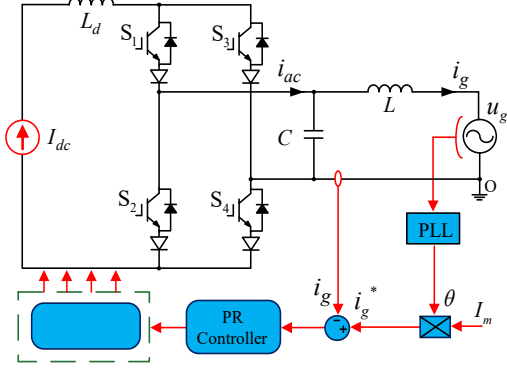 L_d
S_1
S_3
i_ac
i_g
L
u_g
I_dc
C
S_2
S_4
O
PLL
i_g
i_g^*
θ
I_m
PR
Controller
-
+